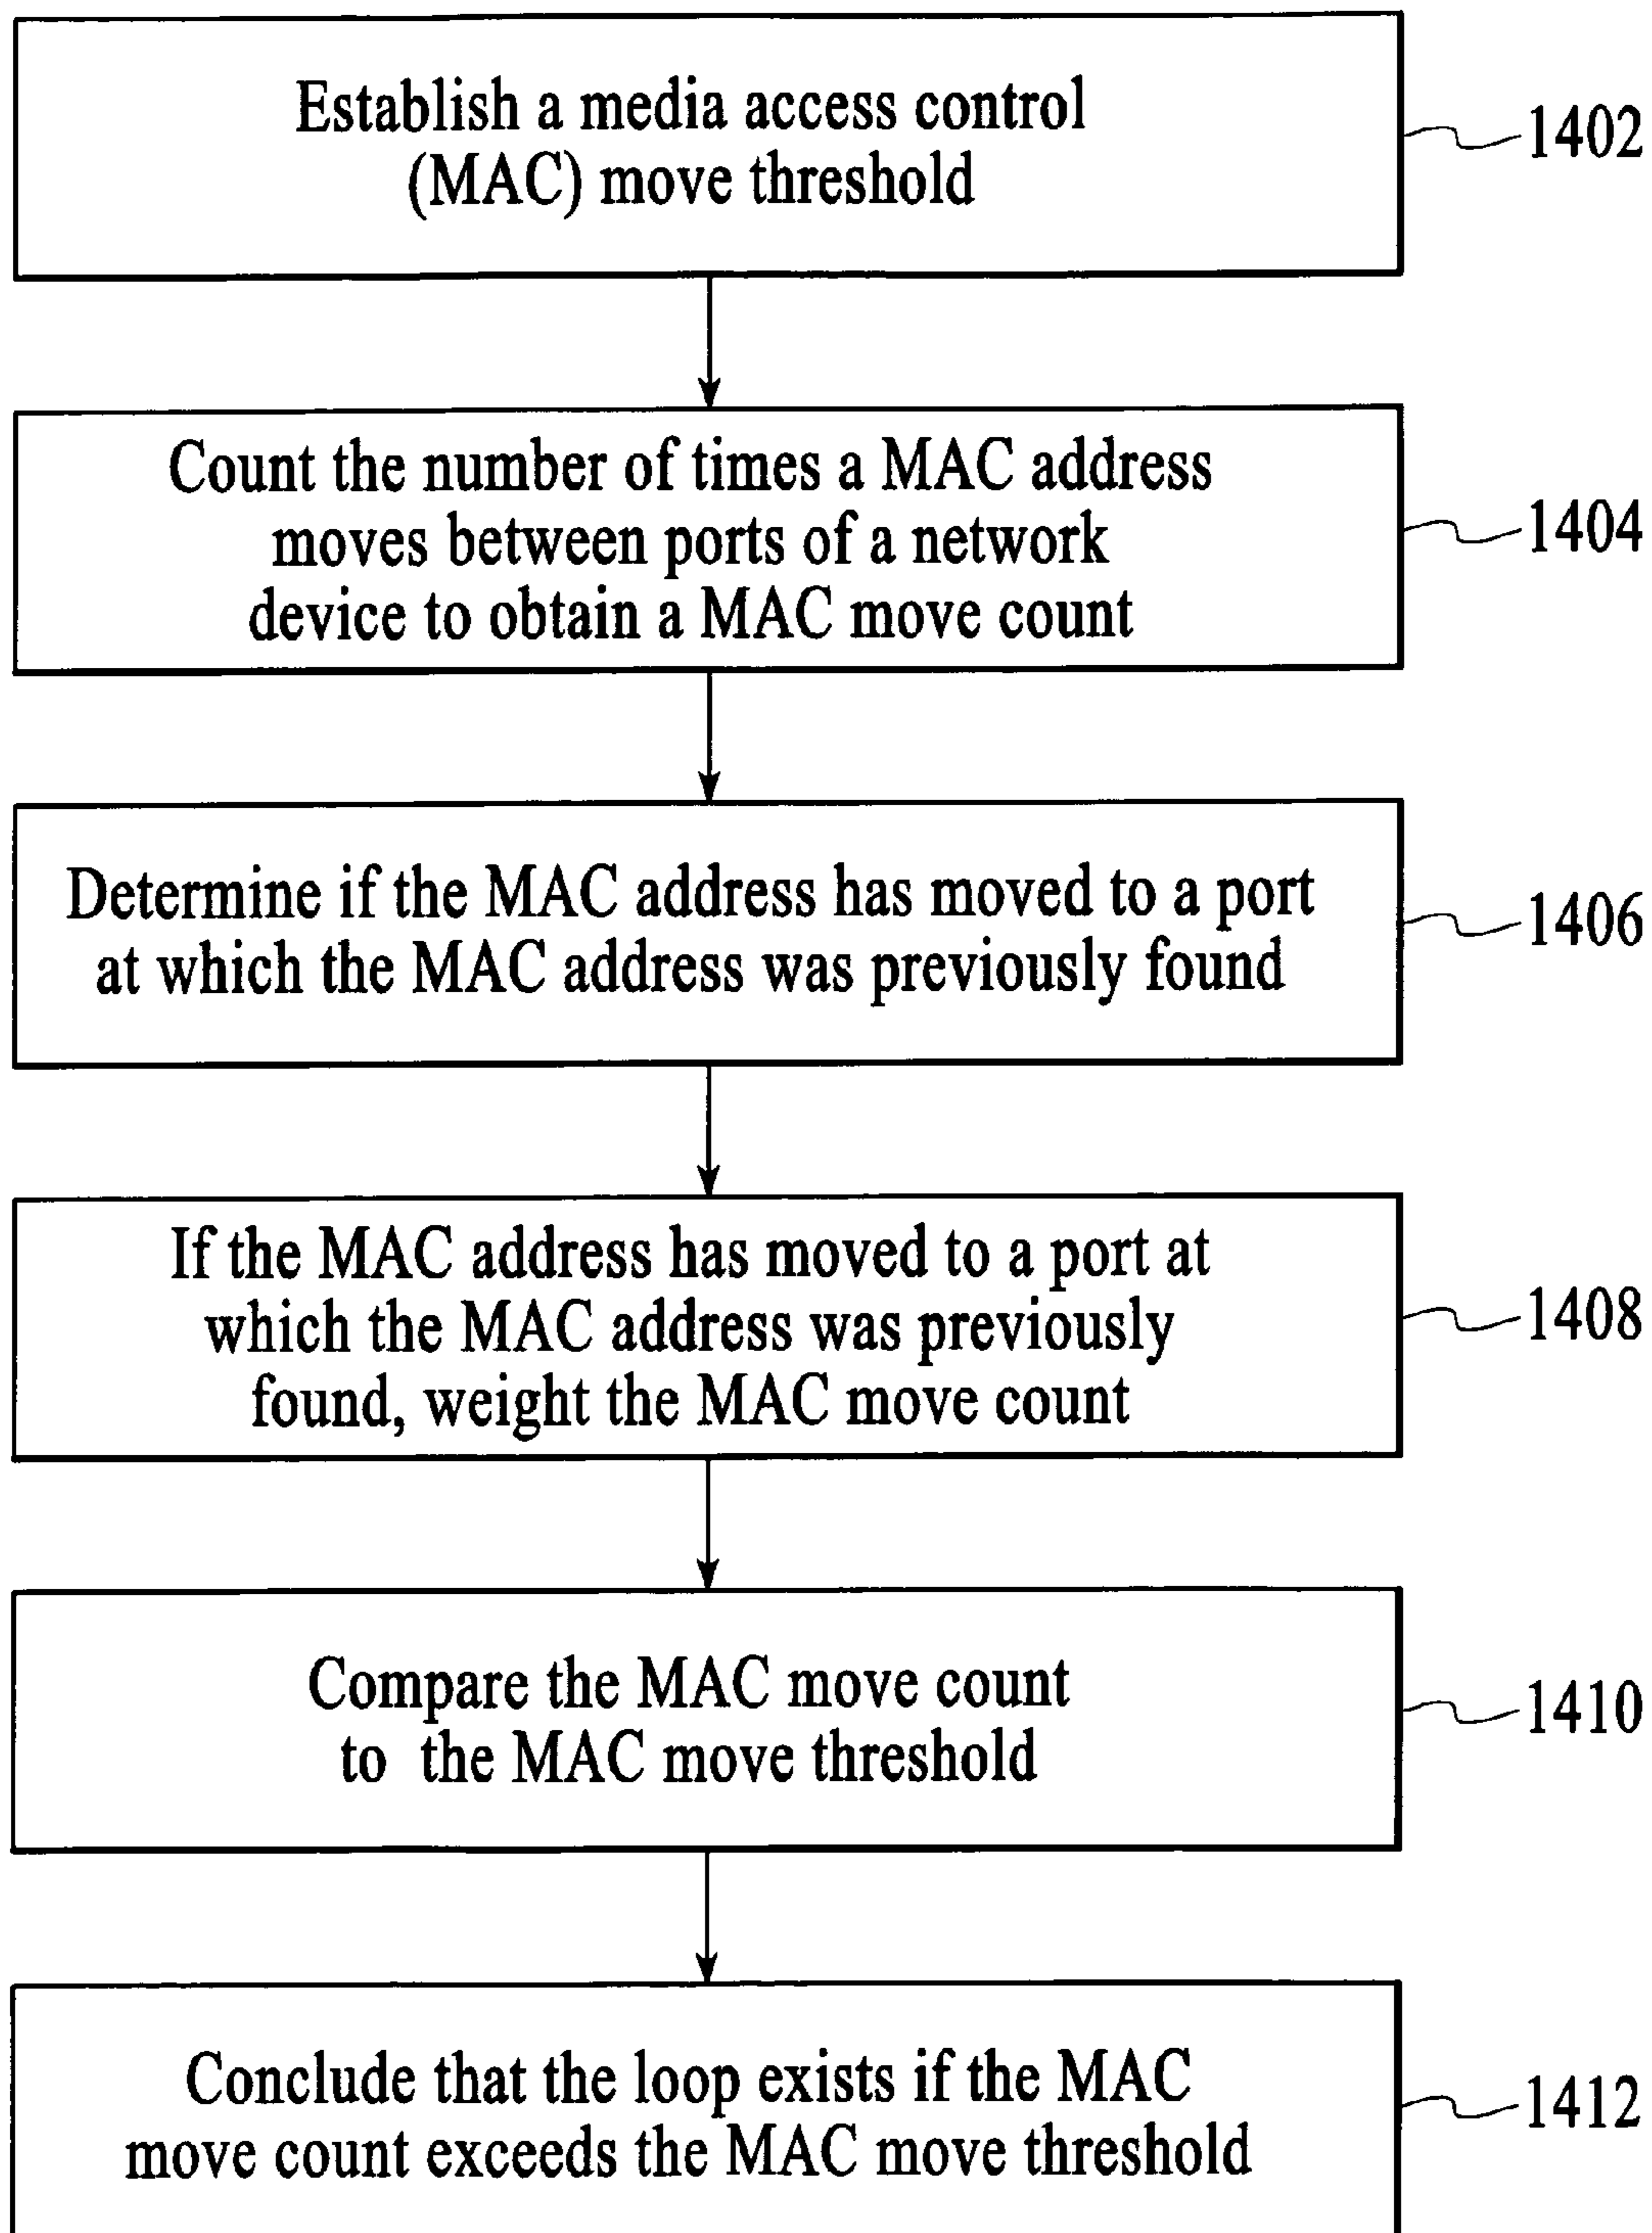 Establish a media access control
(MAC) move threshold
1402
Count the number of times a MAC address
moves between ports of a network
device to obtain a MAC move count
1404
Determine if the MAC address has moved to a port
at which the MAC address was previously found
1406
If the MAC address has moved to a port at
which the MAC address was previously
found, weight the MAC move count
1408
Compare the MAC move count
to the MAC move threshold
1410
Conclude that the loop exists if the MAC
move count exceeds the MAC move threshold
1412